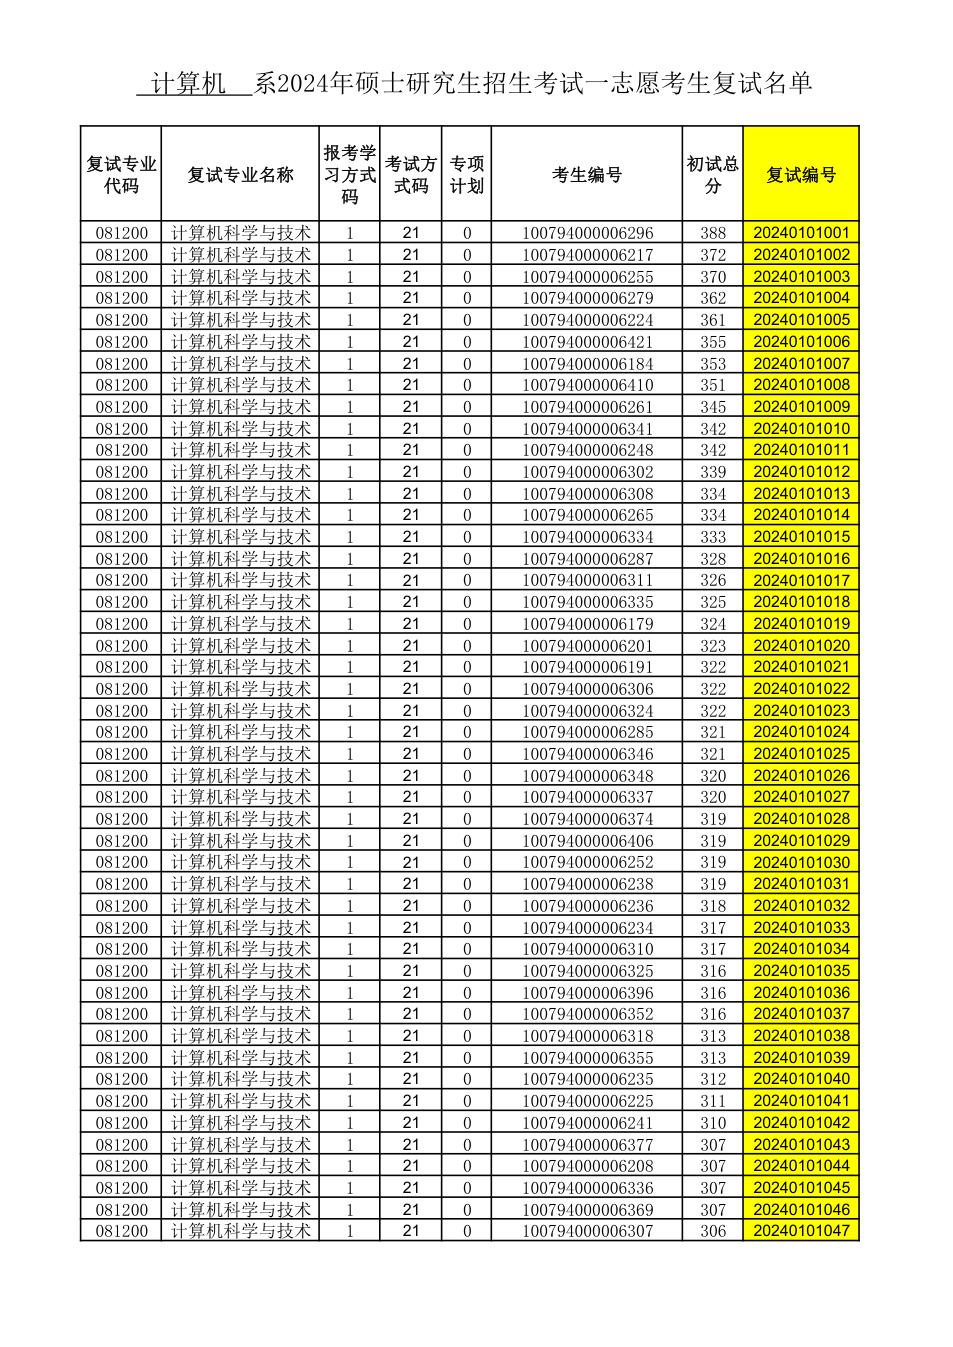 计算机 系2024年硕士研究生招生考试一志愿考生复试名单
复试专业代码 复试专业名称 报考学习方式码 考试方式码 专项计划 考生编号 初试总分 复试编号
081200 计算机科学与技术 1 21 0 100794000006296 388 20240101001
081200 计算机科学与技术 1 21 0 100794000006217 372 20240101002
081200 计算机科学与技术 1 21 0 100794000006255 370 20240101003
081200 计算机科学与技术 1 21 0 100794000006279 362 20240101004
081200 计算机科学与技术 1 21 0 100794000006224 361 20240101005
081200 计算机科学与技术 1 21 0 100794000006421 355 20240101006
081200 计算机科学与技术 1 21 0 100794000006184 353 20240101007
081200 计算机科学与技术 1 21 0 100794000006410 351 20240101008
081200 计算机科学与技术 1 21 0 100794000006261 345 20240101009
081200 计算机科学与技术 1 21 0 100794000006341 342 20240101010
081200 计算机科学与技术 1 21 0 100794000006248 342 20240101011
081200 计算机科学与技术 1 21 0 100794000006302 339 20240101012
081200 计算机科学与技术 1 21 0 100794000006308 334 20240101013
081200 计算机科学与技术 1 21 0 100794000006265 334 20240101014
081200 计算机科学与技术 1 21 0 100794000006334 333 20240101015
081200 计算机科学与技术 1 21 0 100794000006287 328 20240101016
081200 计算机科学与技术 1 21 0 100794000006311 326 20240101017
081200 计算机科学与技术 1 21 0 100794000006335 325 20240101018
081200 计算机科学与技术 1 21 0 100794000006179 324 20240101019
081200 计算机科学与技术 1 21 0 100794000006201 323 20240101020
081200 计算机科学与技术 1 21 0 100794000006191 322 20240101021
081200 计算机科学与技术 1 21 0 100794000006306 322 20240101022
081200 计算机科学与技术 1 21 0 100794000006324 322 20240101023
081200 计算机科学与技术 1 21 0 100794000006285 321 20240101024
081200 计算机科学与技术 1 21 0 100794000006346 321 20240101025
081200 计算机科学与技术 1 21 0 100794000006348 320 20240101026
081200 计算机科学与技术 1 21 0 100794000006337 320 20240101027
081200 计算机科学与技术 1 21 0 100794000006374 319 20240101028
081200 计算机科学与技术 1 21 0 100794000006406 319 20240101029
081200 计算机科学与技术 1 21 0 100794000006252 319 20240101030
081200 计算机科学与技术 1 21 0 100794000006238 319 20240101031
081200 计算机科学与技术 1 21 0 100794000006236 318 20240101032
081200 计算机科学与技术 1 21 0 100794000006234 317 20240101033
081200 计算机科学与技术 1 21 0 100794000006310 317 20240101034
081200 计算机科学与技术 1 21 0 100794000006325 316 20240101035
081200 计算机科学与技术 1 21 0 100794000006396 316 20240101036
081200 计算机科学与技术 1 21 0 100794000006352 316 20240101037
081200 计算机科学与技术 1 21 0 100794000006318 313 20240101038
081200 计算机科学与技术 1 21 0 100794000006355 313 20240101039
081200 计算机科学与技术 1 21 0 100794000006235 312 20240101040
081200 计算机科学与技术 1 21 0 100794000006225 311 20240101041
081200 计算机科学与技术 1 21 0 100794000006241 310 20240101042
081200 计算机科学与技术 1 21 0 100794000006377 307 20240101043
081200 计算机科学与技术 1 21 0 100794000006208 307 20240101044
081200 计算机科学与技术 1 21 0 100794000006336 307 20240101045
081200 计算机科学与技术 1 21 0 100794000006369 307 20240101046
081200 计算机科学与技术 1 21 0 100794000006307 306 20240101047